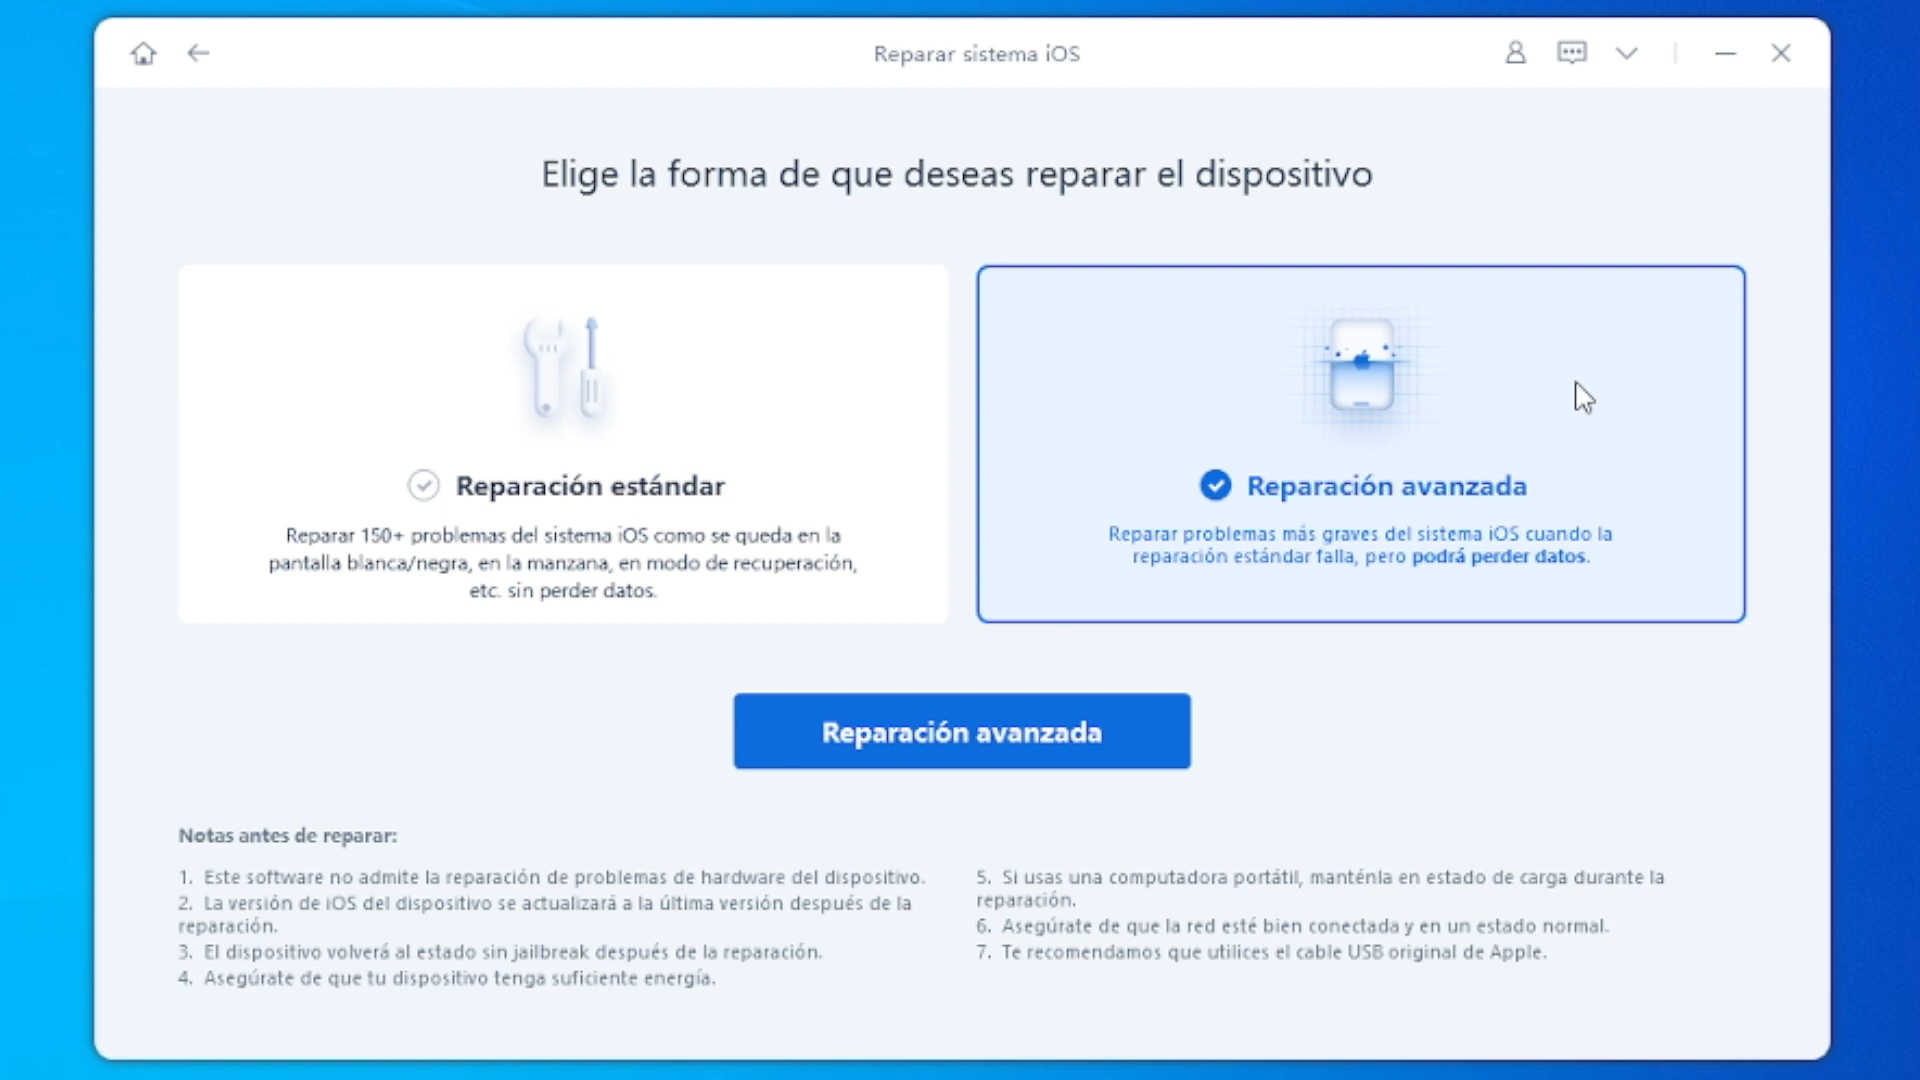 Reparar sistema iOS
Elige la forma de que deseas reparar el dispositivo
Reparación estándar
Reparar 150+ problemas del sistema iOS como se queda en la
pantalla blanca/negra, en la manzana, en modo de recuperación,
etc. sin perder datos.
Reparación avanzada
Reparar problemas más graves del sistema iOS cuando la
reparación estándar falla, pero podrá perder datos.
Reparación avanzada
Notas antes de reparar:
1. Este software no admite la reparación de problemas de hardware del dispositivo.
2. La versión de iOS del dispositivo se actualizará a la última versión después de la
reparación.
3. El dispositivo volverá al estado sin jailbreak después de la reparación.
4. Asegúrate de que tu dispositivo tenga suficiente energía.
5. Si usas una computadora portátil, manténla en estado de carga durante la
reparación.
6. Asegúrate de que la red esté bien conectada y en un estado normal.
7. Te recomendamos que utilices el cable USB original de Apple.